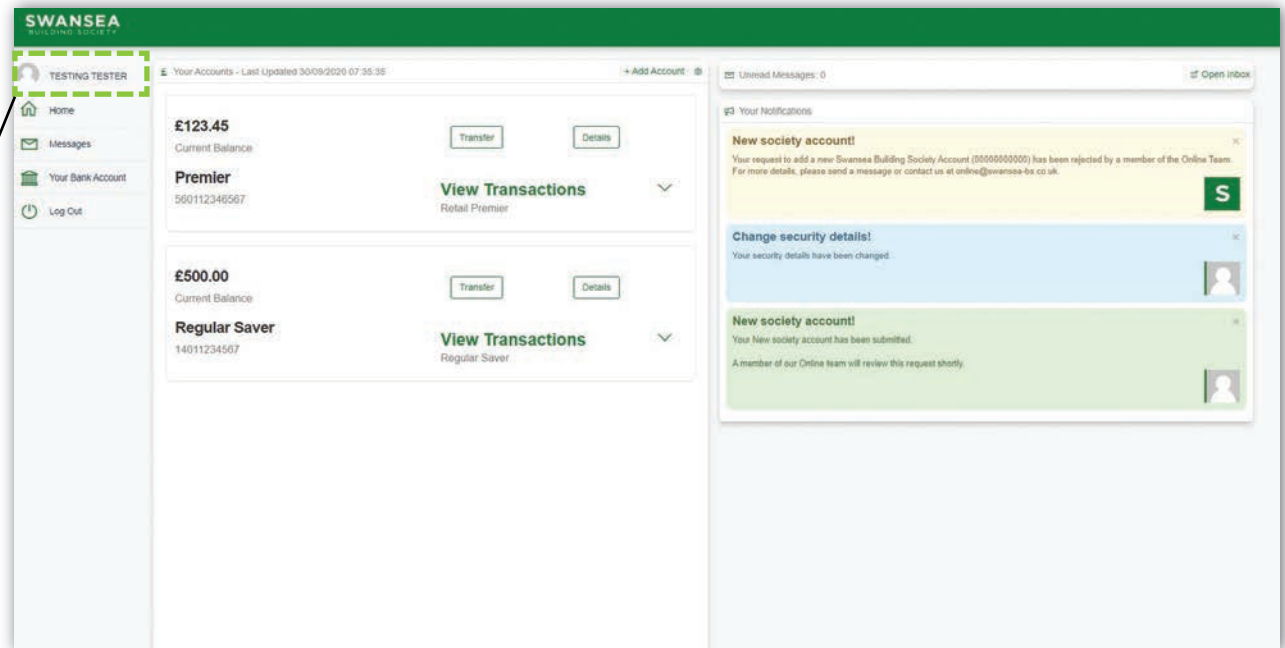 SWANSEA
BUILDING SOCIETY
TESTING TESTER
Home
Messages
Your Bank Account
Log Out
£ Your Accounts - Last Updated 30/09/2020 07:35:35
+ Add Account
£123.45
Current Balance
Transfer
Details
Premier
560112346567
View Transactions
Retail Premier
£500.00
Current Balance
Transfer
Details
Regular Saver
14011234567
View Transactions
Regular Saver
Unread Messages: 0
Open Inbox
Your Notifications
New society account!
Your request to add a new Swansea Building Society Account (00000000000) has been rejected by a member of the Online Team.
For more details, please send a message or contact us at online@swansea-bs.co.uk.
S
Change security details!
Your security details have been changed.
New society account!
Your New society account has been submitted.
A member of our Online team will review this request shortly.